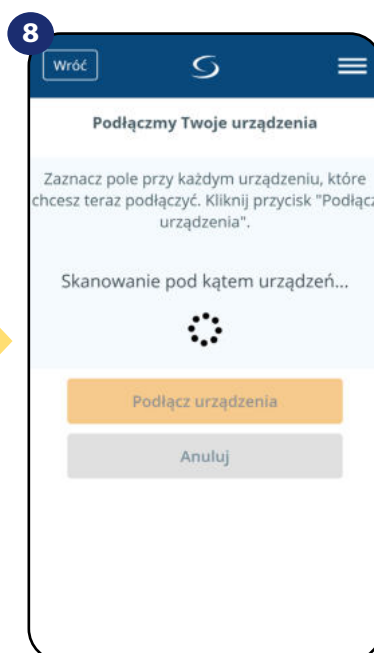 8
Wróć
Podłączmy Twoje urządzenia
Zaznacz pole przy każdym urządzeniu, które
chcesz teraz podłączyć. Kliknij przycisk "Podłącz
urządzenia".
Skanowanie pod kątem urządzeń...
Podłącz urządzenia
Anuluj